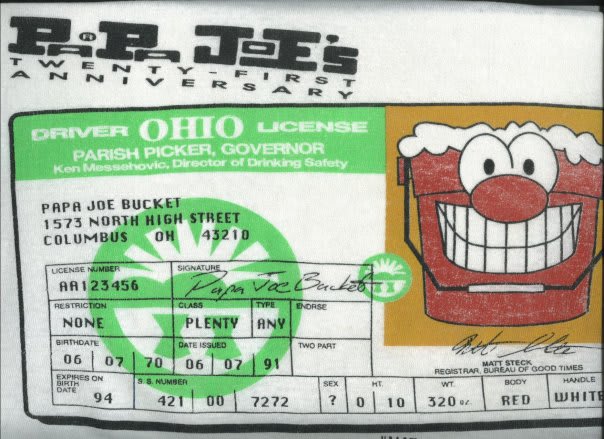 PAPA JOE'S
®
TWENTY-FIRST
ANNIVERSARY
DRIVER OHIO LICENSE
PARISH PICKER, GOVERNOR
Ken Messehovic, Director of Drinking Safety
PAPA JOE BUCKET
1573 NORTH HIGH STREET
COLUMBUS OH 43210
LICENSE NUMBER SIGNATURE
AA123456 Papa Joe Bucket
RESTRICTION CLASS TYPE ENDRSE
NONE PLENTY ANY
BIRTHDATE DATE ISSUED TWO PART
06 07 70 06 07 91
MATT STECK
REGISTRAR, BUREAU OF GOOD TIMES
EXPIRES ON BIRTH DATE S.S. NUMBER SEX HT. WT. BODY HANDLE
94 421 00 7272 ? 0 10 320 oz. RED WHITE